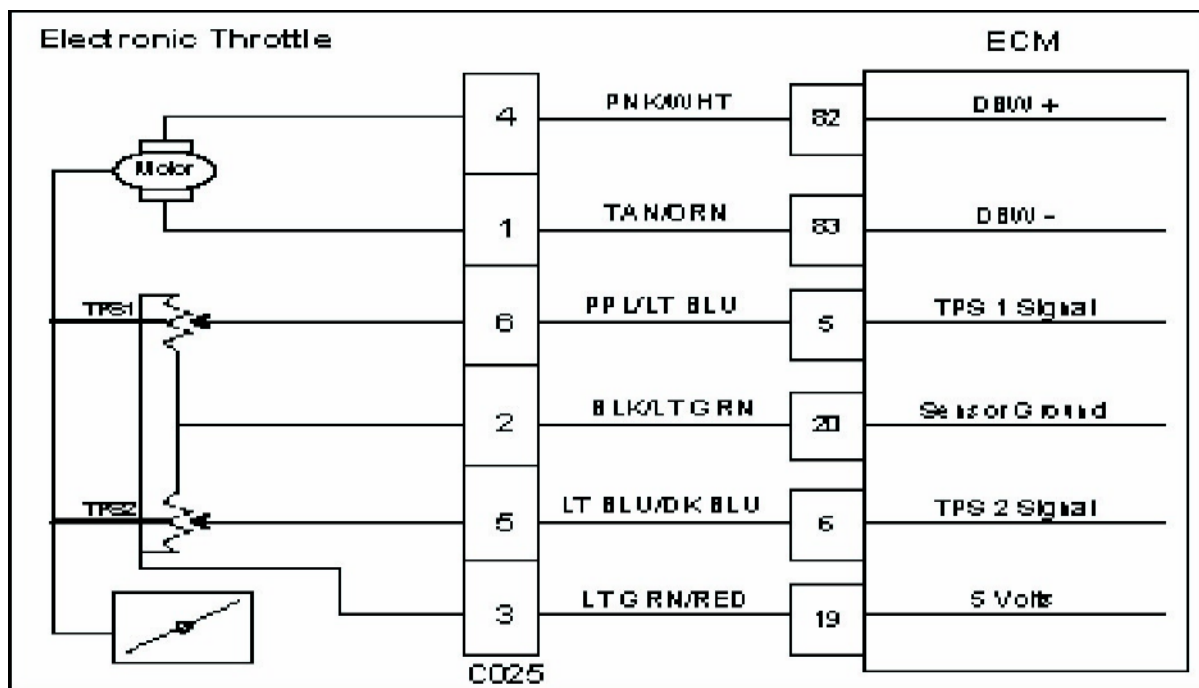 Electronic Throttle
ECM
4
PNK/WHT
82
DBW +
Motor
1
TAN/ORN
83
DBW -
TPS1
6
PPL/LT BLU
5
TPS 1 Signal
2
BLK/LT GRN
20
Sensor Ground
TPS2
5
LT BLU/DK BLU
6
TPS 2 Signal
3
LT GRN/RED
19
5 Volts
C025